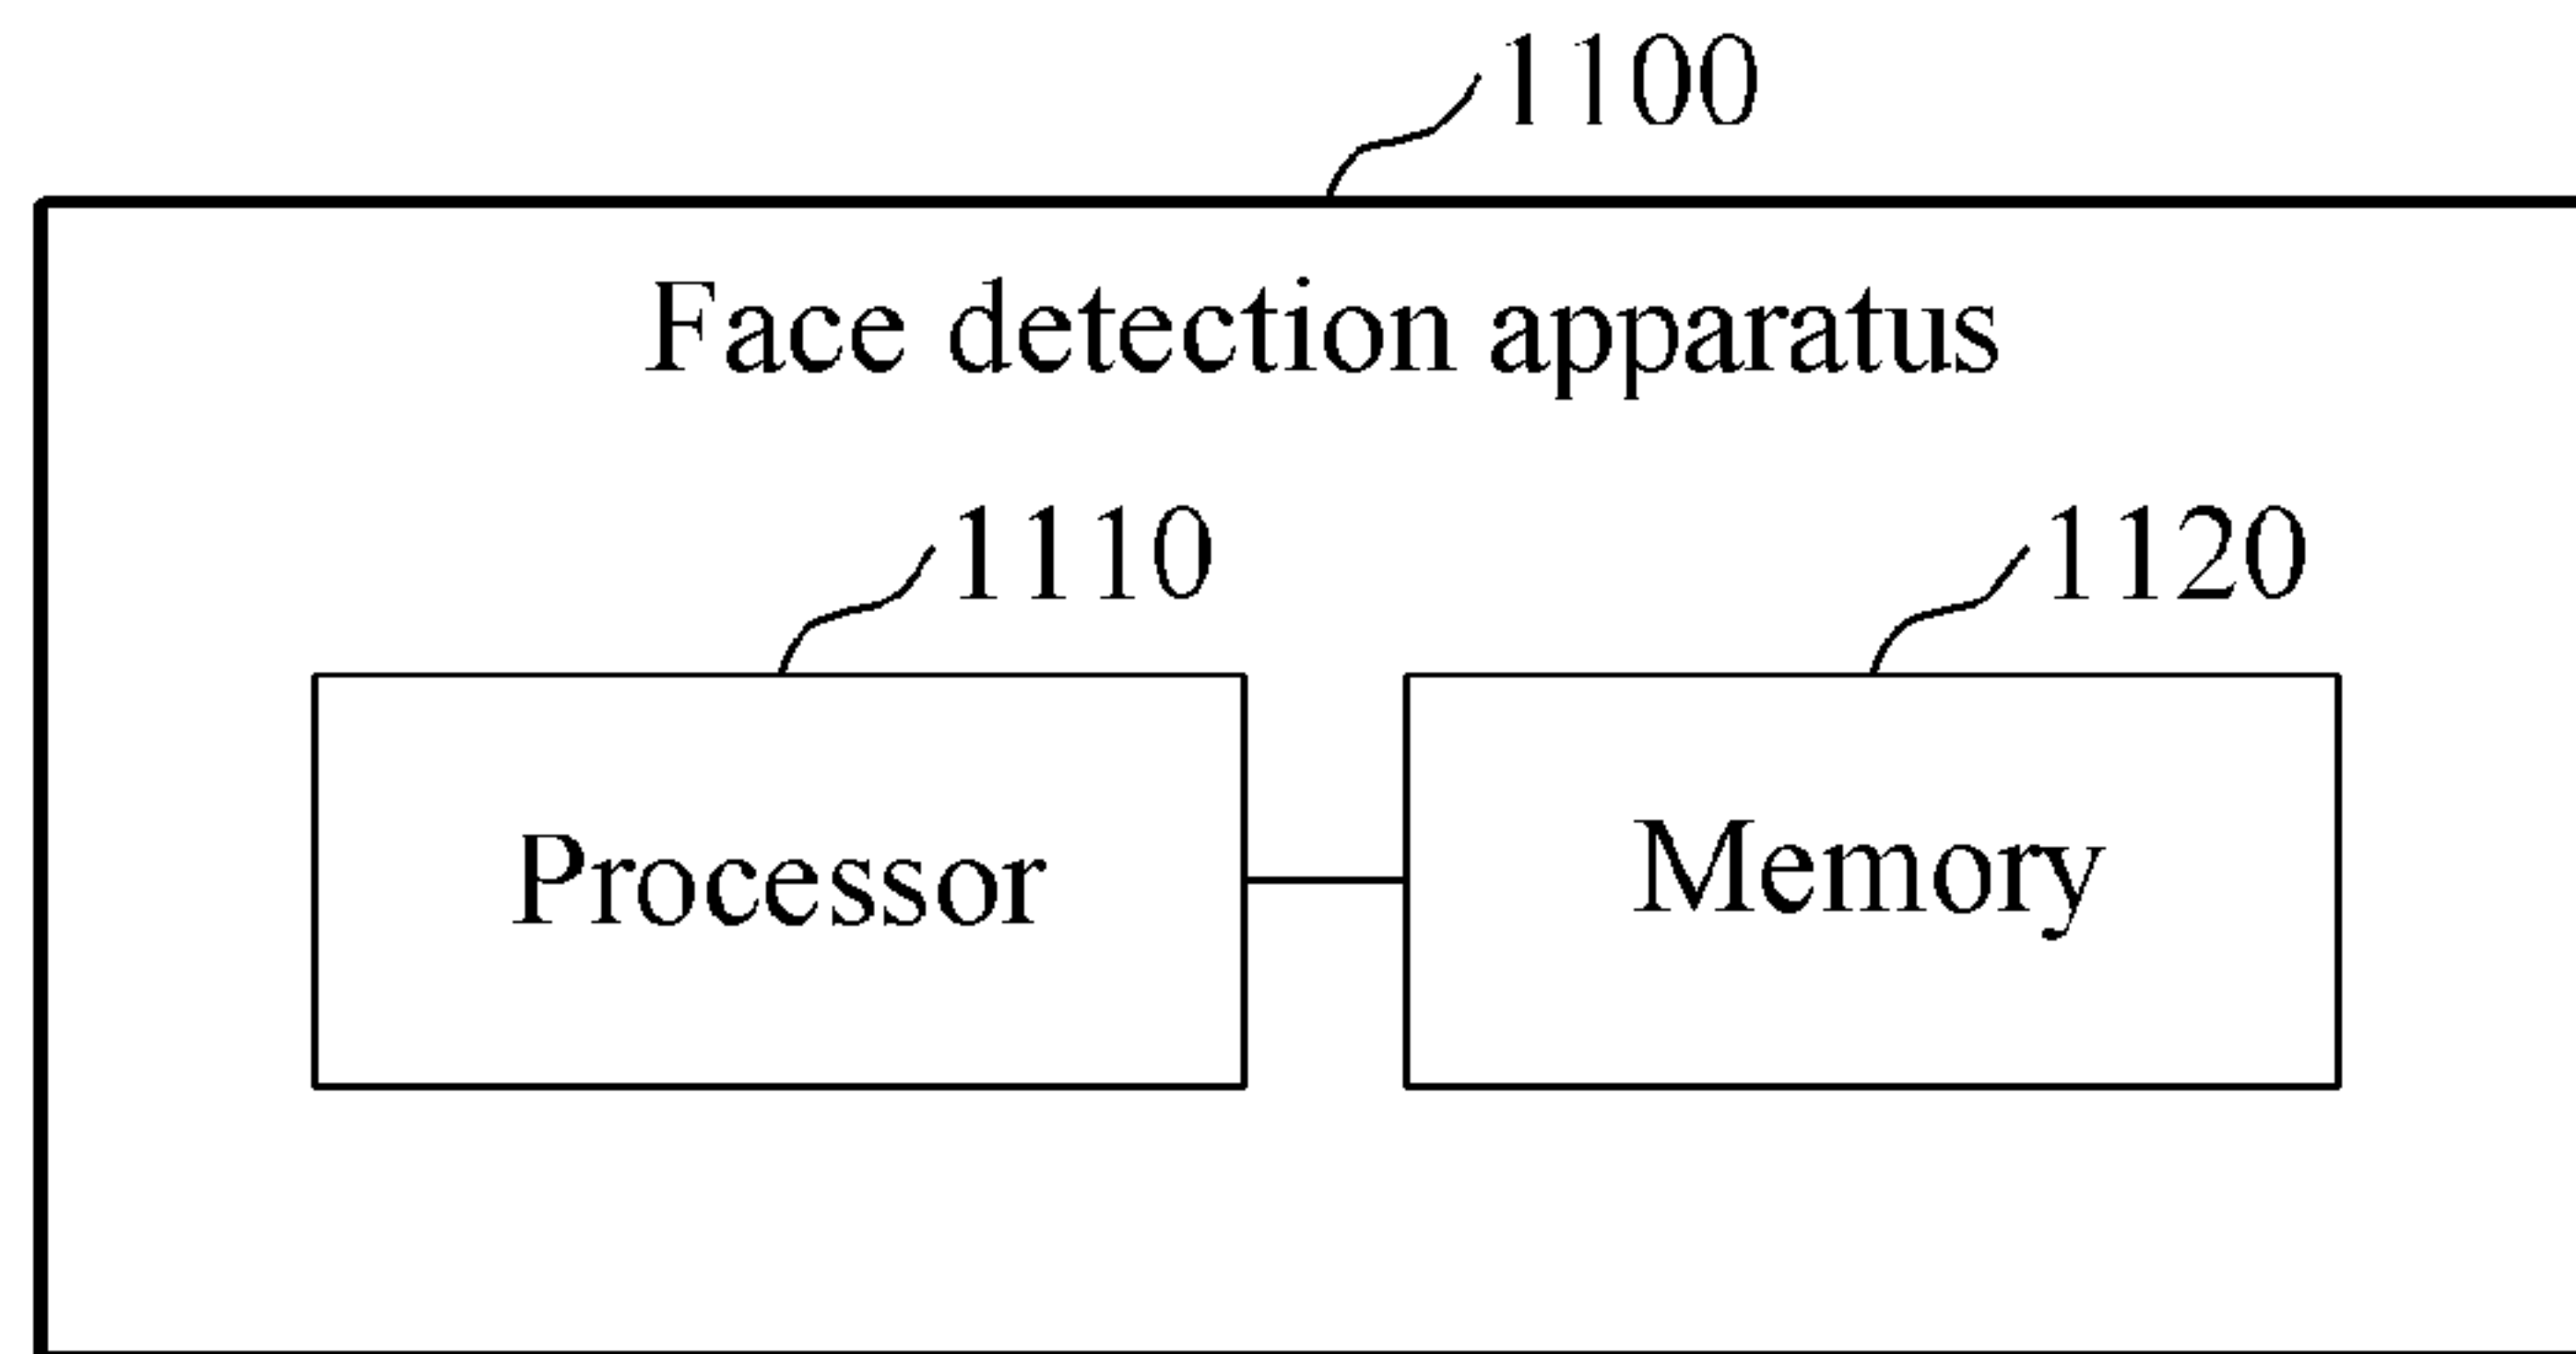 1100
Face detection apparatus
1110
1120
Processor
Memory